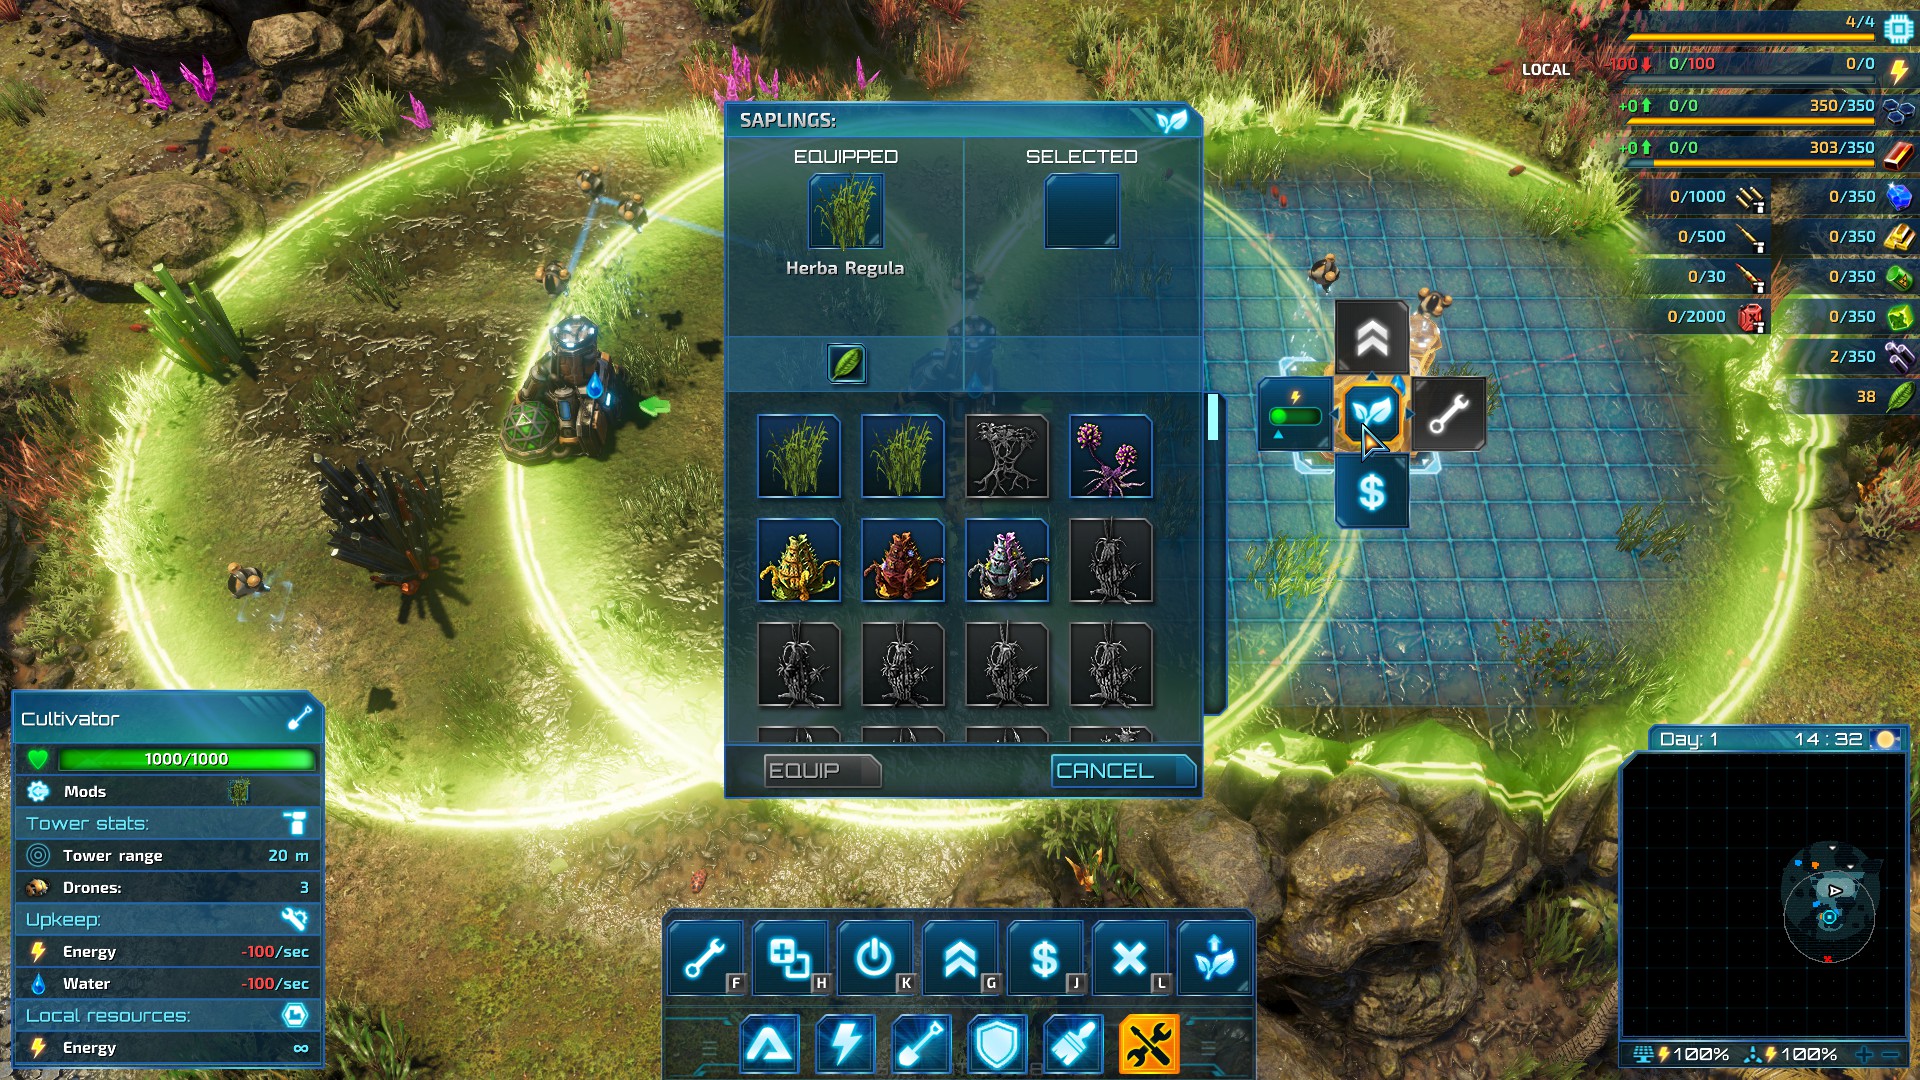 4/4
LOCAL
-100 0/100 0/0
+0 0/0 350/350
+0 0/0 303/350
0/1000 0/350
0/500 0/350
0/30 0/350
0/2000 0/350
2/350
38
SAPLINGS:
EQUIPPED
SELECTED
Herba Regula
$
EQUIP
CANCEL
Cultivator
1000/1000
Mods
Tower stats:
Tower range 20 m
Drones: 3
Upkeep:
Energy -100/sec
Water -100/sec
Local resources:
Energy ∞
F
H
K
G
$ J
L
Day: 1 14:32
100% 100%